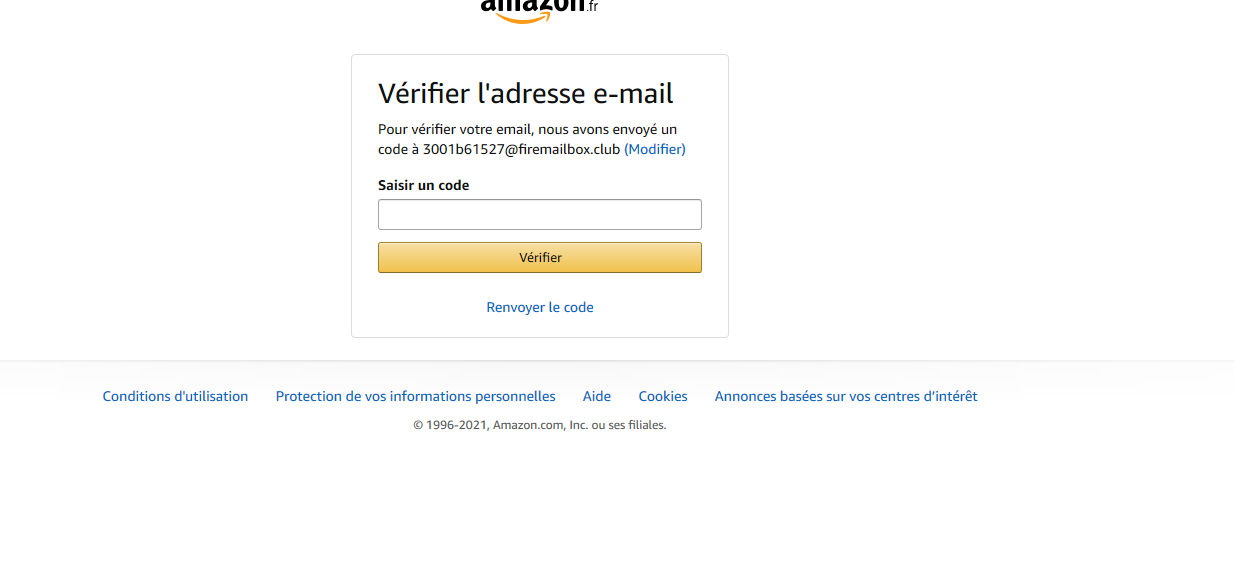 amazon.fr
Vérifier l'adresse e-mail
Pour vérifier votre email, nous avons envoyé un
code à 3001b61527@firemailbox.club (Modifier)
Saisir un code
Vérifier
Renvoyer le code
Conditions d'utilisation Protection de vos informations personnelles Aide Cookies Annonces basées sur vos centres d'intérêt
© 1996-2021, Amazon.com, Inc. ou ses filiales.